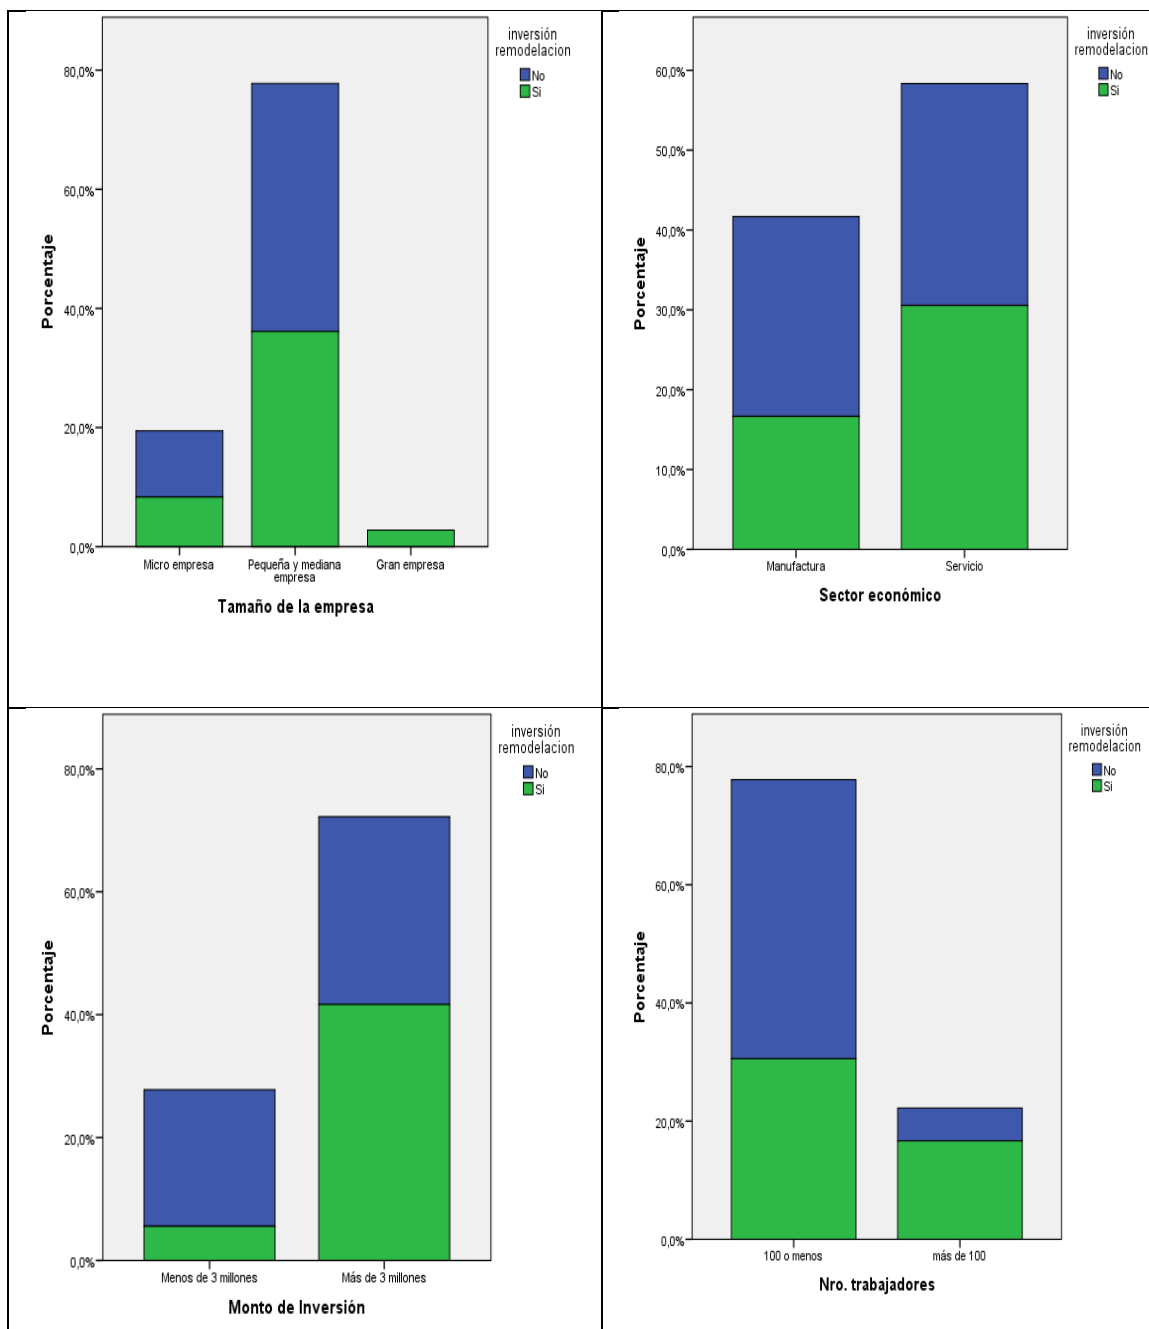 inversión
remodelacion
No
Si
80,0%
60,0%
40,0%
20,0%
0,0%
Porcentaje
Micro empresa
Pequeña y mediana
empresa
Gran empresa
Tamaño de la empresa
inversión
remodelacion
No
Si
60,0%
50,0%
40,0%
30,0%
20,0%
10,0%
0,0%
Porcentaje
Manufactura
Servicio
Sector económico
inversión
remodelacion
No
Si
80,0%
60,0%
40,0%
20,0%
0,0%
Porcentaje
Menos de 3 millones
Más de 3 millones
Monto de Inversión
inversión
remodelacion
No
Si
80,0%
60,0%
40,0%
20,0%
0,0%
Porcentaje
100 o menos
más de 100
Nro. trabajadores